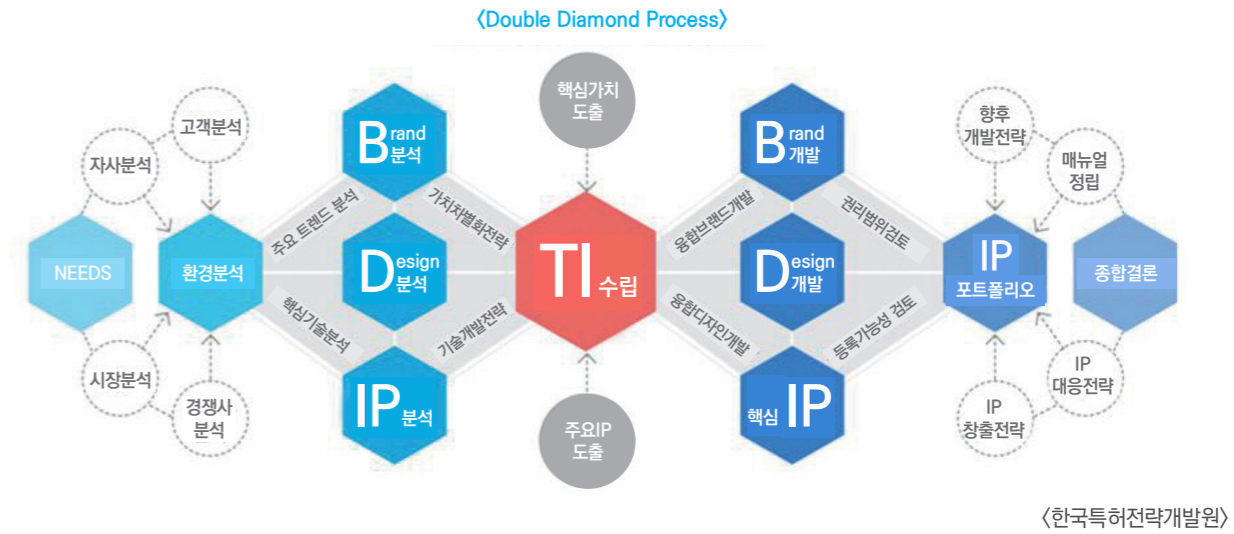 〈Double Diamond Process〉
고객분석
자사분석
NEEDS
환경분석
시장분석
경쟁사
분석
주요 트렌드 분석
핵심기술분석
Brand
분석
Design
분석
IP 분석
가치차별화전략
기술개발전략
핵심가치
도출
TI 수립
주요IP
도출
융합브랜드개발
융합디자인개발
Brand
개발
Design
개발
핵심 IP
권리범위검토
등록가능성 검토
향후
개발전략
매뉴얼
정립
IP
포트폴리오
종합결론
IP
대응전략
IP
창출전략
〈한국특허전략개발원〉